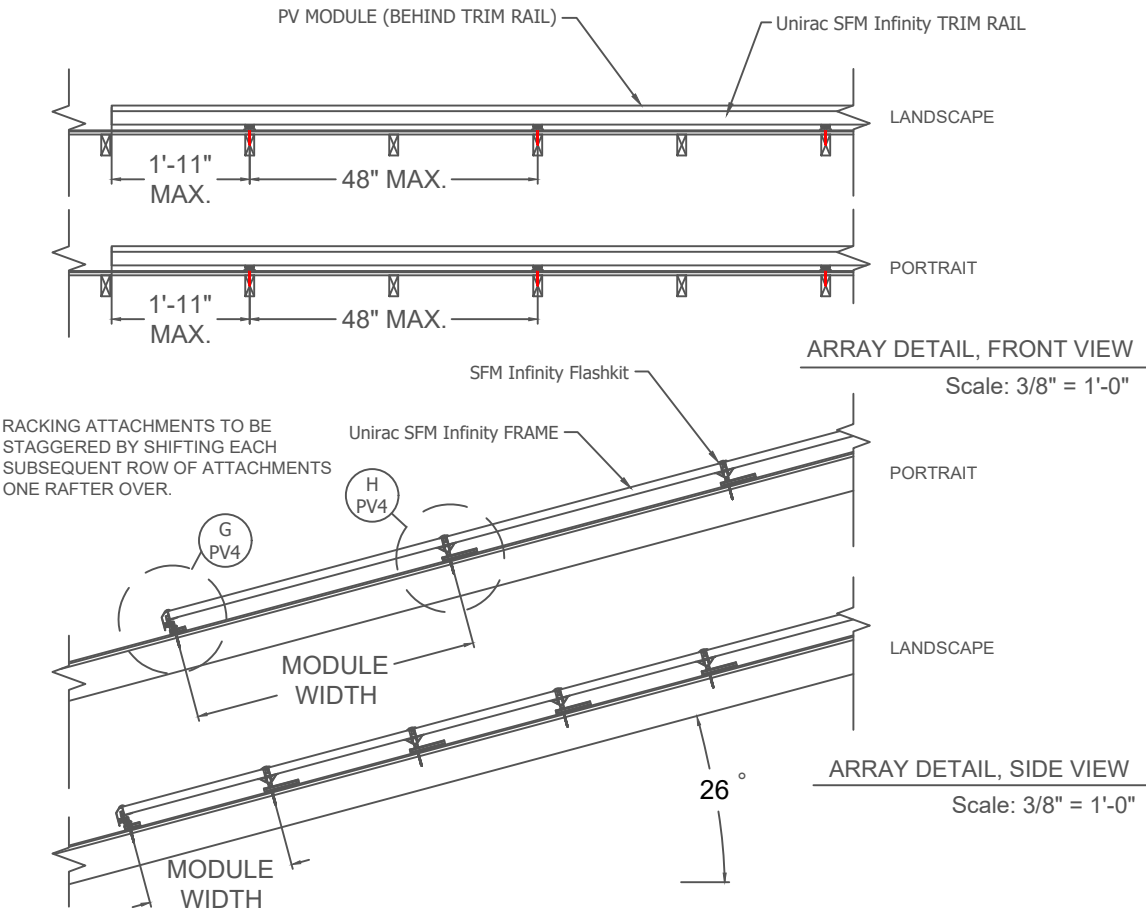 PV MODULE (BEHIND TRIM RAIL)
Unirac SFM Infinity TRIM RAIL
LANDSCAPE
1'-11"
MAX.
48" MAX.
PORTRAIT
1'-11"
MAX.
48" MAX.
ARRAY DETAIL, FRONT VIEW
Scale: 3/8" = 1'-0"
SFM Infinity Flashkit
RACKING ATTACHMENTS TO BE
STAGGERED BY SHIFTING EACH
SUBSEQUENT ROW OF ATTACHMENTS
ONE RAFTER OVER.
Unirac SFM Infinity FRAME
PORTRAIT
H
PV4
G
PV4
MODULE
WIDTH
LANDSCAPE
ARRAY DETAIL, SIDE VIEW
Scale: 3/8" = 1'-0"
26°
MODULE
WIDTH